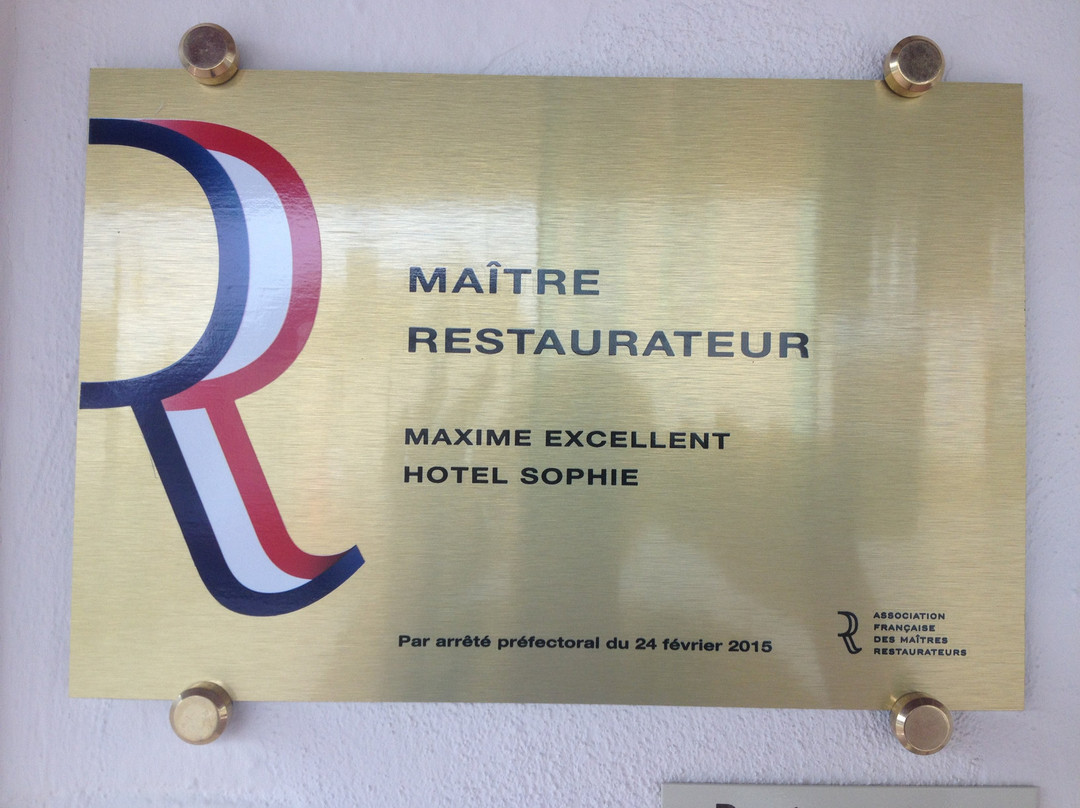 MAÎTRE
RESTAURATEUR
MAXIME EXCELLENT
HOTEL SOPHIE
Par arrêté préfectoral du 24 février 2015
ASSOCIATION
FRANÇAISE
DES MAÎTRES
RESTAURATEURS